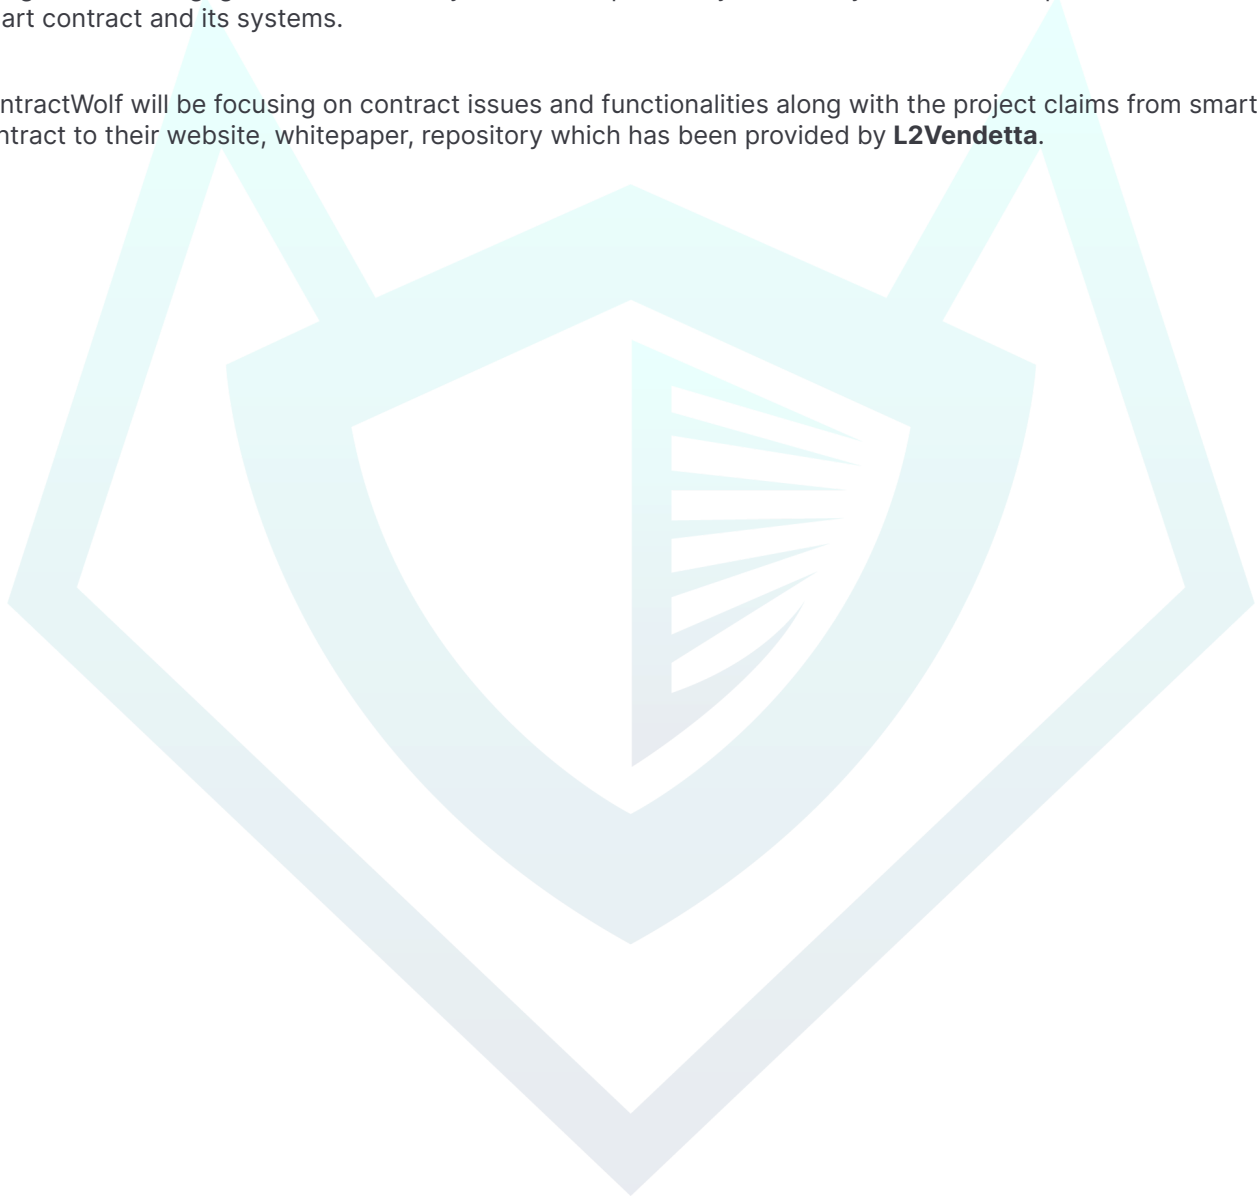 art contract and its systems.
ntractWolf will be focusing on contract issues and functionalities along with the project claims from smart
ntract to their website, whitepaper, repository which has been provided by L2Vendetta.